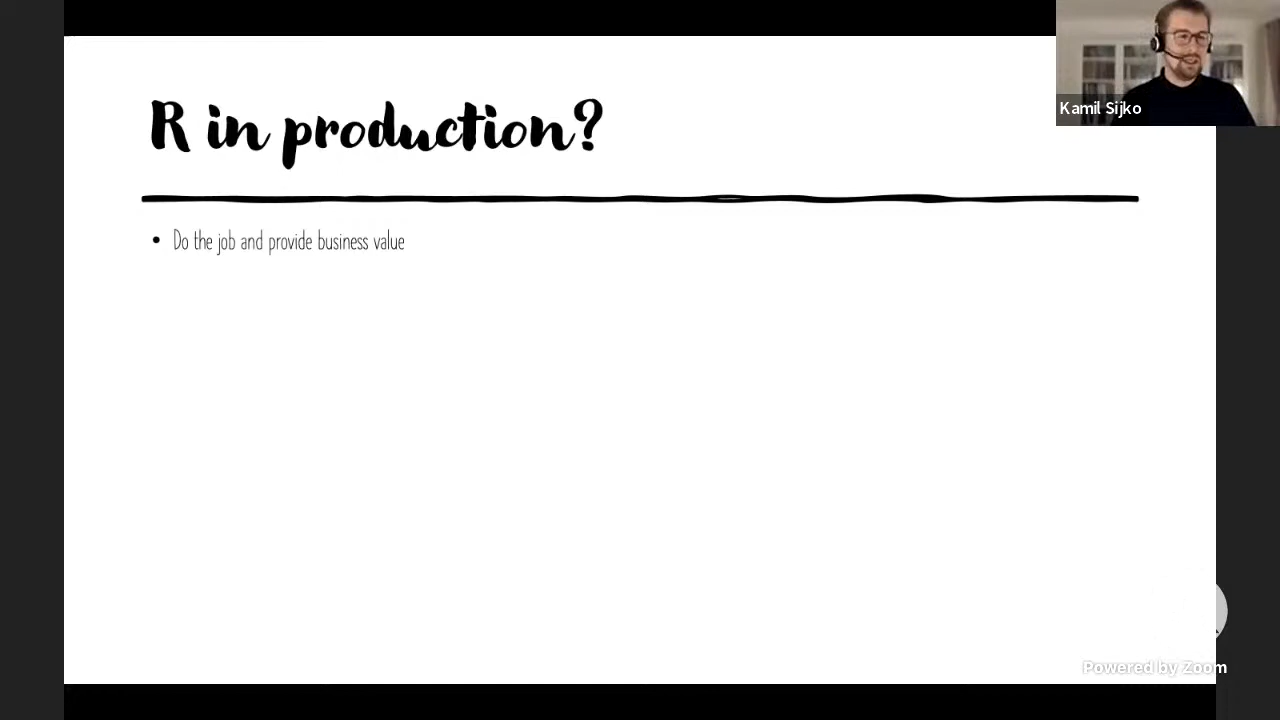 R in production?
• Do the job and provide business value
Kamil Sijko
Powered by Zoom